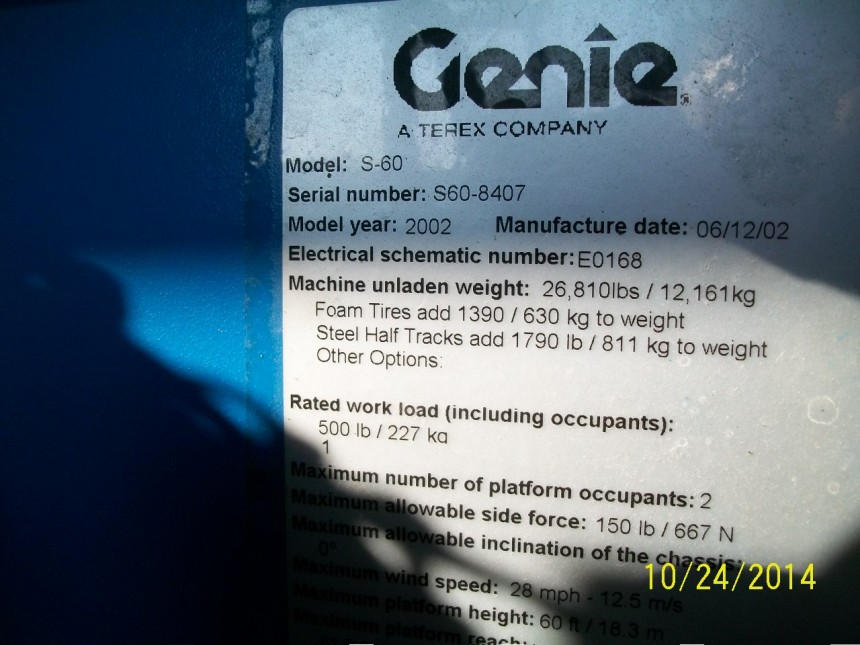 Genie
A TEREX COMPANY
Model: S-60
Serial number: S60-8407
Model year: 2002 Manufacture date: 06/12/02
Electrical schematic number: E0168
Machine unladen weight: 26,810lbs / 12,161kg
Foam Tires add 1390 / 630 kg to weight
Steel Half Tracks add 1790 lb / 811 kg to weight
Other Options:
Rated work load (including occupants):
500 lb / 227 kg
1
Maximum number of platform occupants: 2
Maximum allowable side force: 150 lb / 667 N
Maximum allowable inclination of the chassis:
0°
Maximum wind speed: 28 mph - 12.5 m/s
Maximum platform height: 60 ft / 18.3 m
Maximum platform reach:
10/24/2014